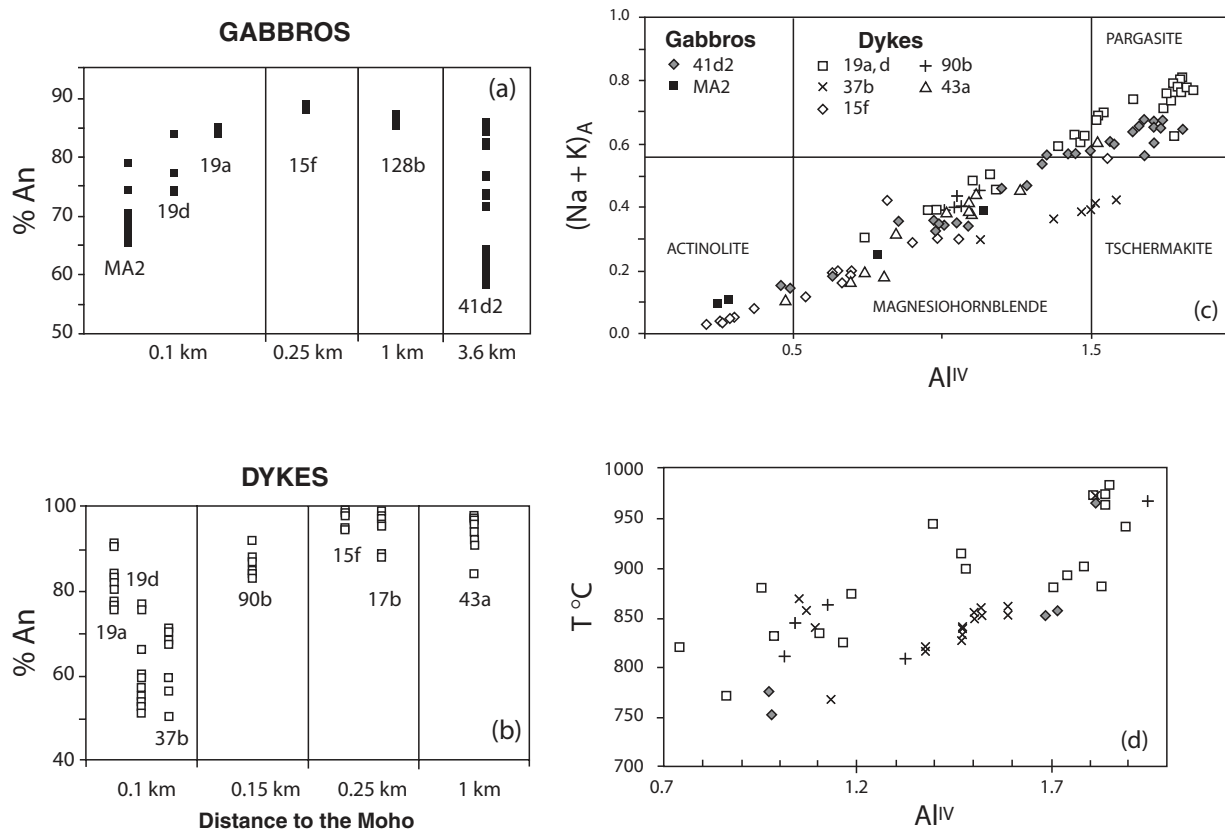 GABBROS
(a)
% An
90
80
70
60
50
MA2
19d
19a
15f
128b
41d2
0.1 km
0.25 km
1 km
3.6 km
(c)
(Na + K)A
1.0
0.8
0.6
0.4
0.2
0.0
Gabbros
41d2
MA2
Dykes
19a, d
37b
15f
90b
43a
PARGASITE
ACTINOLITE
MAGNESIOHORNBLENDE
TSCHERMAKITE
0.5
1.5
AlIV
DYKES
(b)
% An
100
80
60
40
19a
19d
37b
90b
15f
17b
43a
0.1 km
0.15 km
0.25 km
1 km
Distance to the Moho
(d)
T °C
1000
950
900
850
800
750
700
0.7
1.2
1.7
AlIV